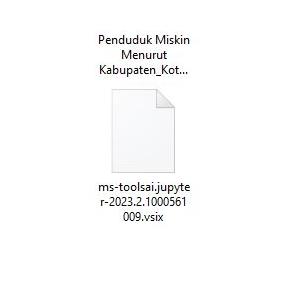 Penduduk Miskin
Menurut
Kabupaten_Kot...
ms-toolsai.jupyte
r-2023.2.1000561
009.vsix